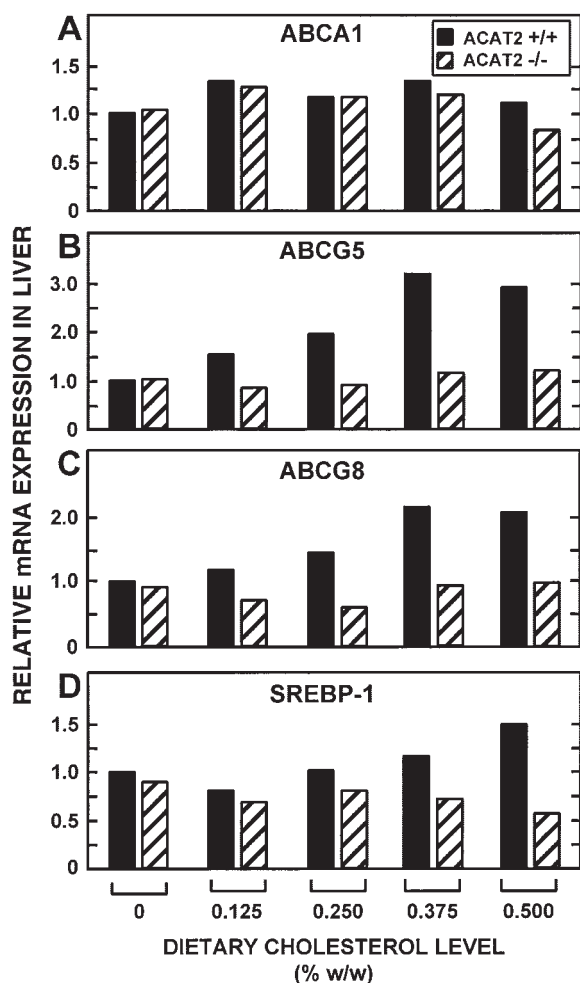 A
ABCA1
ACAT2 +/+
ACAT2 -/-
1.5
1.0
0.5
0
B
ABCG5
3.0
2.0
1.0
0
C
ABCG8
2.0
1.0
0
D
SREBP-1
1.5
1.0
0.5
0
RELATIVE mRNA EXPRESSION IN LIVER
0 0.125 0.250 0.375 0.500
DIETARY CHOLESTEROL LEVEL
(% w/w)